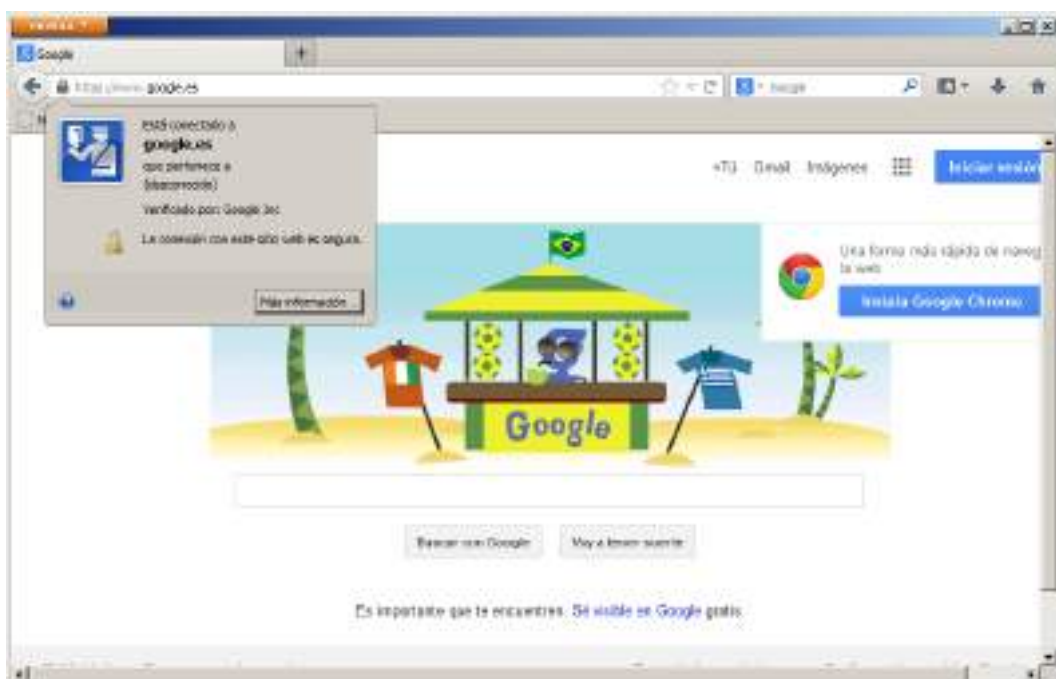 Google
https://www.google.es
Google
Está conectado a
google.es
que pertenece a
(desconocido)
Verificado por: Google Inc
La conexión con este sitio web es segura.
Más información...
+Tú Gmail Imágenes Iniciar sesión
Una forma más rápida de naveg
la web
Instala Google Chrome
Google
Buscar con Google Voy a tener suerte
Es importante que te encuentren. Sé visible en Google gratis.